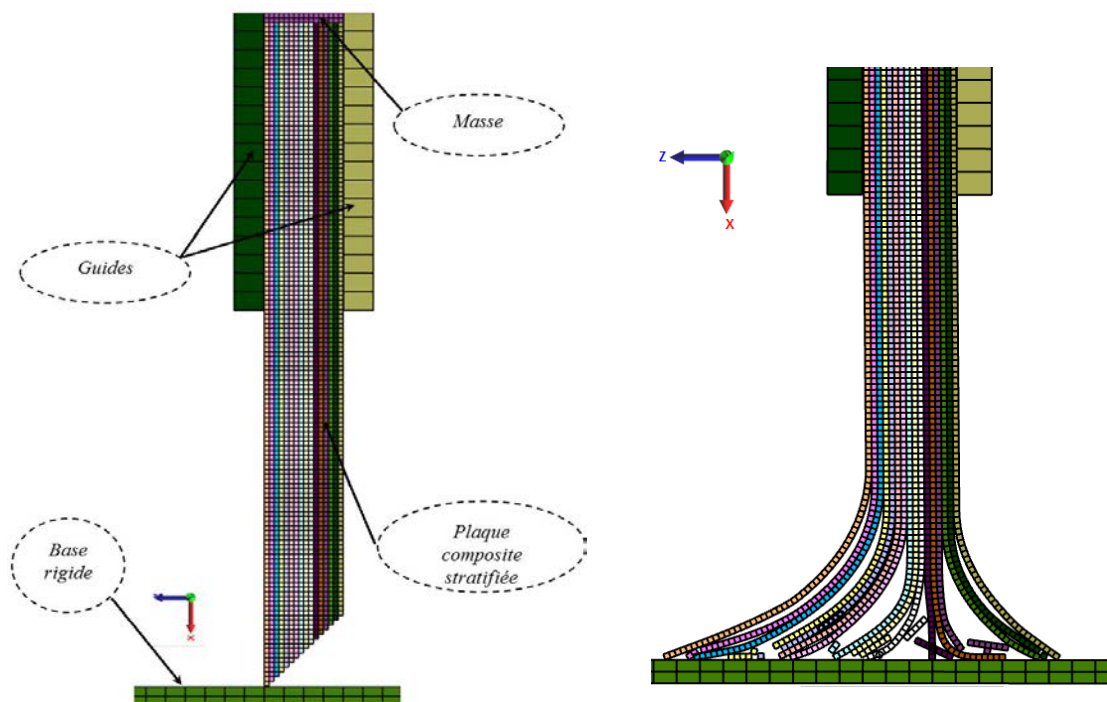 Masse
Guides
Plaque
composite
stratifiée
Base
rigide
x
z
x